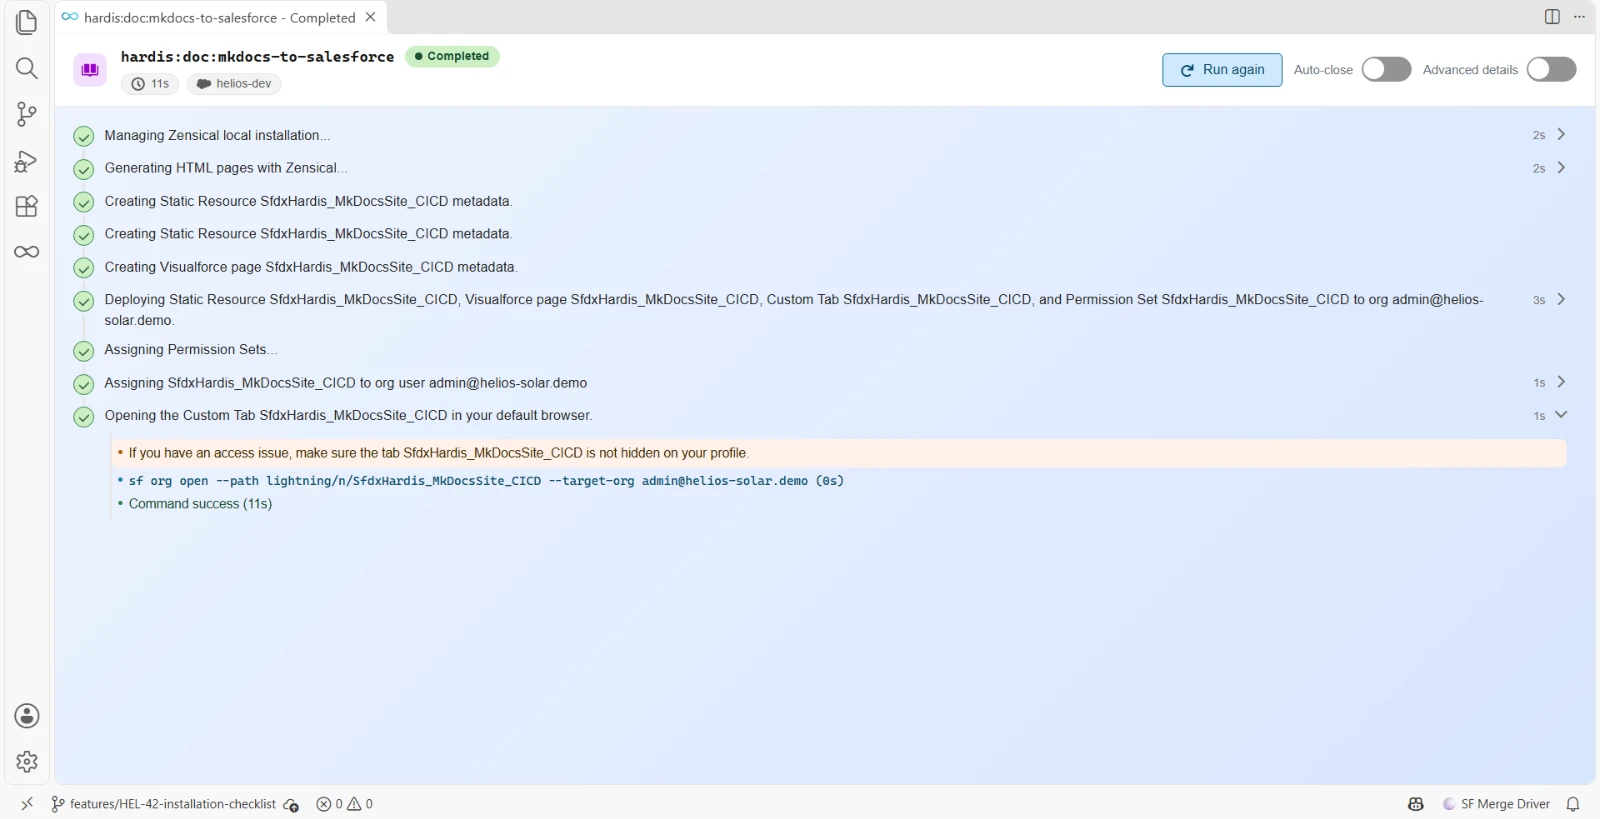 hardis:doc:mkdocs-to-salesforce - Completed
hardis:doc:mkdocs-to-salesforce
Completed
11s
helios-dev
Run again
Auto-close
Advanced details
Managing Zensical local installation...
2s
Generating HTML pages with Zensical...
2s
Creating Static Resource SfdxHardis_MkDocsSite_CICD metadata.
Creating Static Resource SfdxHardis_MkDocsSite_CICD metadata.
Creating Visualforce page SfdxHardis_MkDocsSite_CICD metadata.
Deploying Static Resource SfdxHardis_MkDocsSite_CICD, Visualforce page SfdxHardis_MkDocsSite_CICD, Custom Tab SfdxHardis_MkDocsSite_CICD, and Permission Set SfdxHardis_MkDocsSite_CICD to org admin@helios-
solar.demo.
3s
Assigning Permission Sets...
Assigning SfdxHardis_MkDocsSite_CICD to org user admin@helios-solar.demo
1s
Opening the Custom Tab SfdxHardis_MkDocsSite_CICD in your default browser.
1s
• If you have an access issue, make sure the tab SfdxHardis_MkDocsSite_CICD is not hidden on your profile.
• sf org open --path lightning/n/SfdxHardis_MkDocsSite_CICD --target-org admin@helios-solar.demo (0s)
• Command success (11s)
features/HEL-42-installation-checklist
0
0
SF Merge Driver